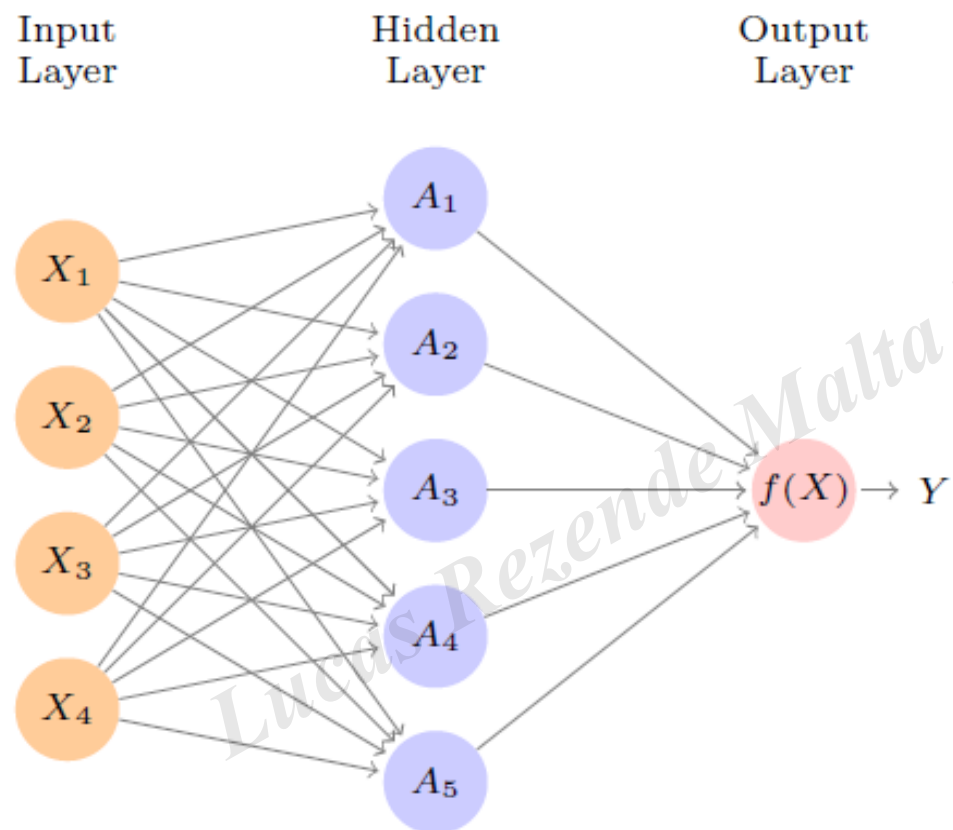 Input Layer
Hidden Layer
Output Layer
X₁
X₂
X₃
X₄
A₁
A₂
A₃
A₄
A₅
f(X)
Y
Lucas Rezende Malta